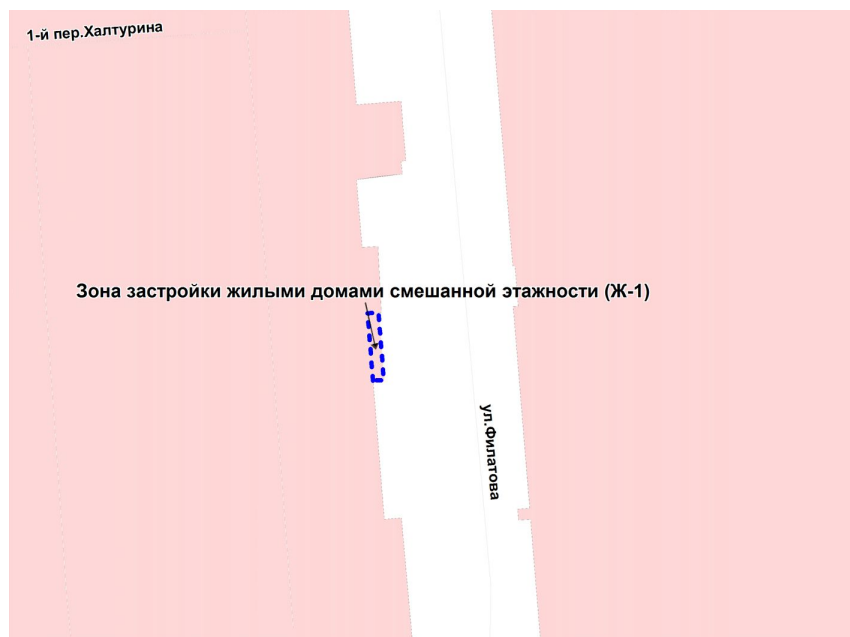 1-й пер.Халтурина
Зона застройки жилыми домами смешанной этажности (Ж-1)
ул.Филатова